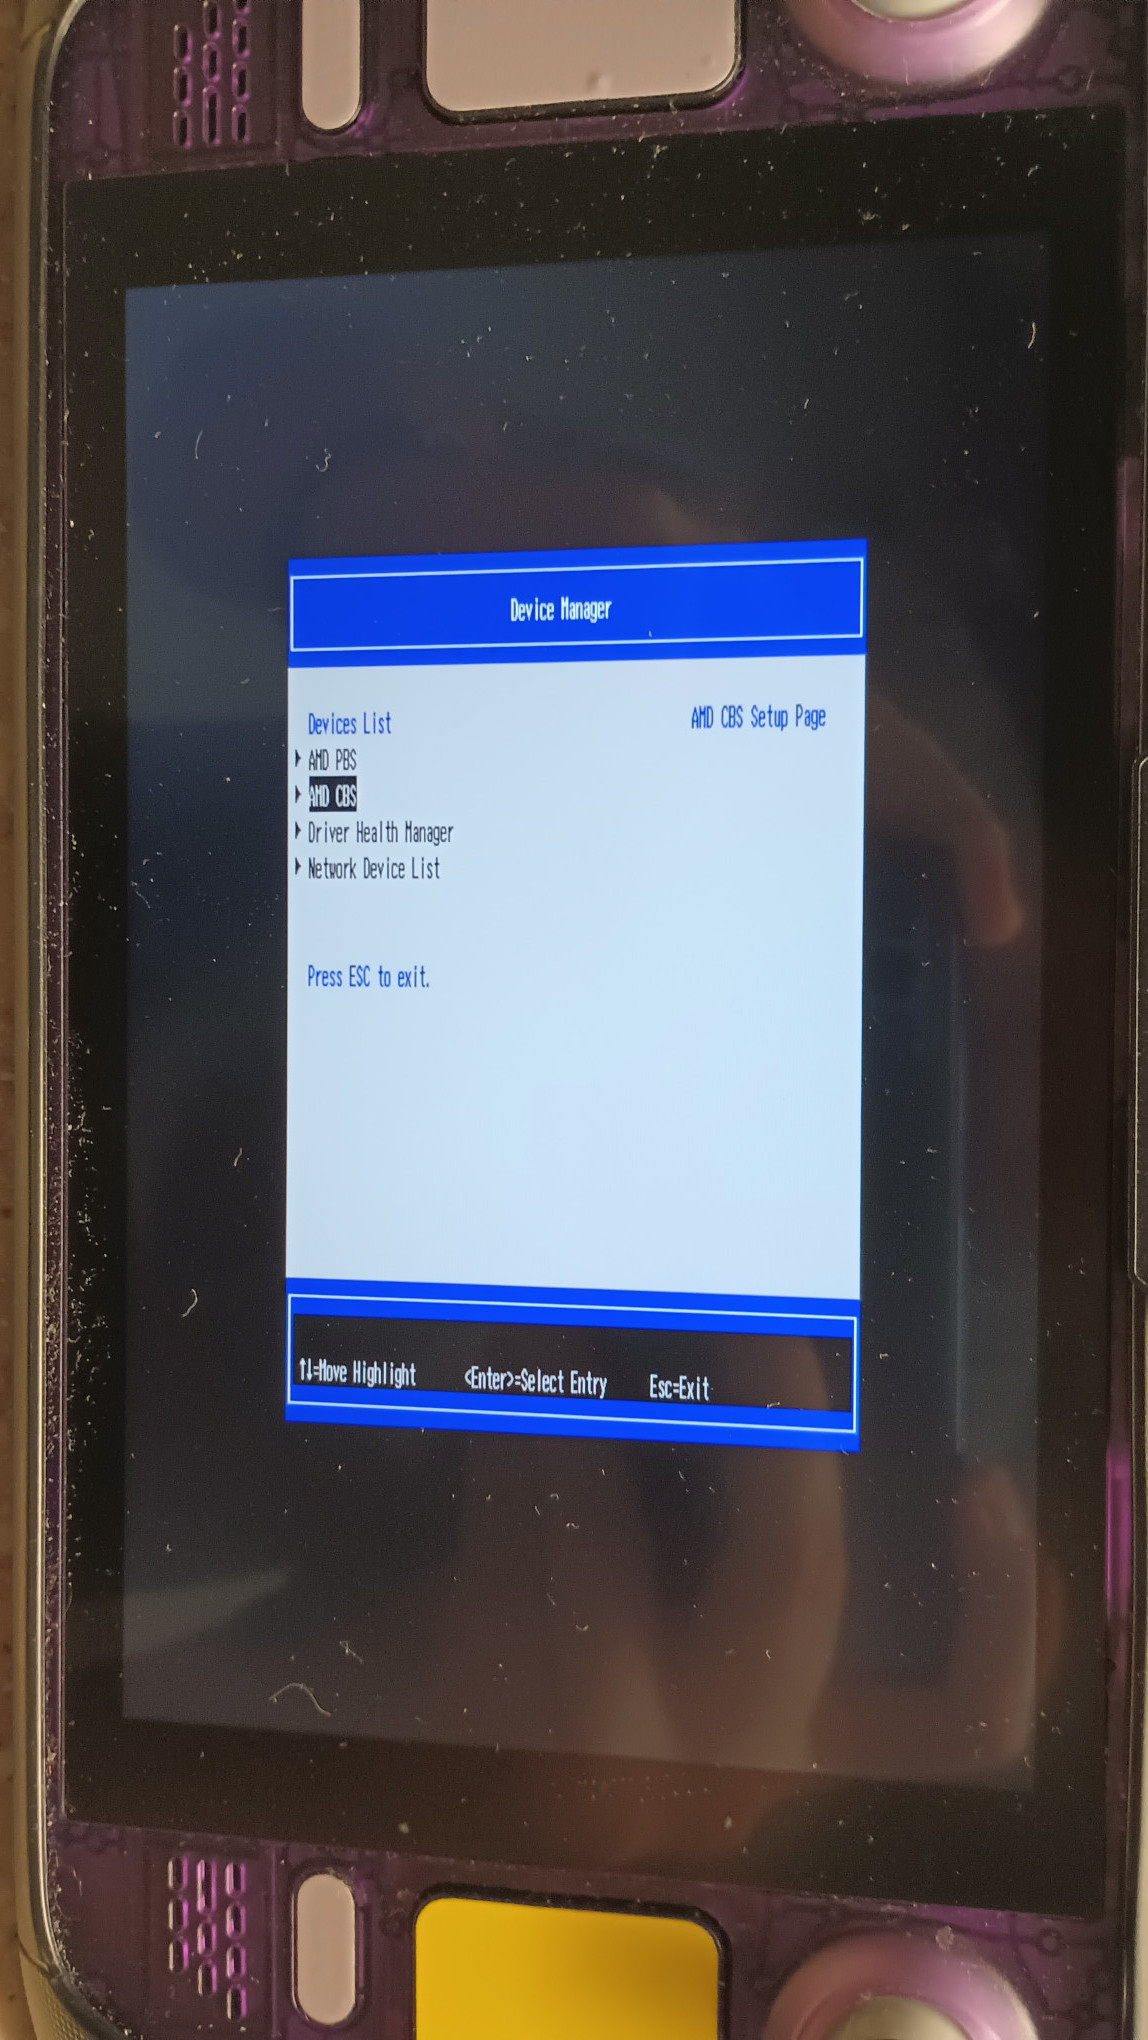 Device Manager
Devices List
AMD CBS Setup Page
AMD PBS
AMD CBS
Driver Health Manager
Network Device List
Press ESC to exit.
↑↓=Move Highlight
<Enter>=Select Entry
Esc=Exit